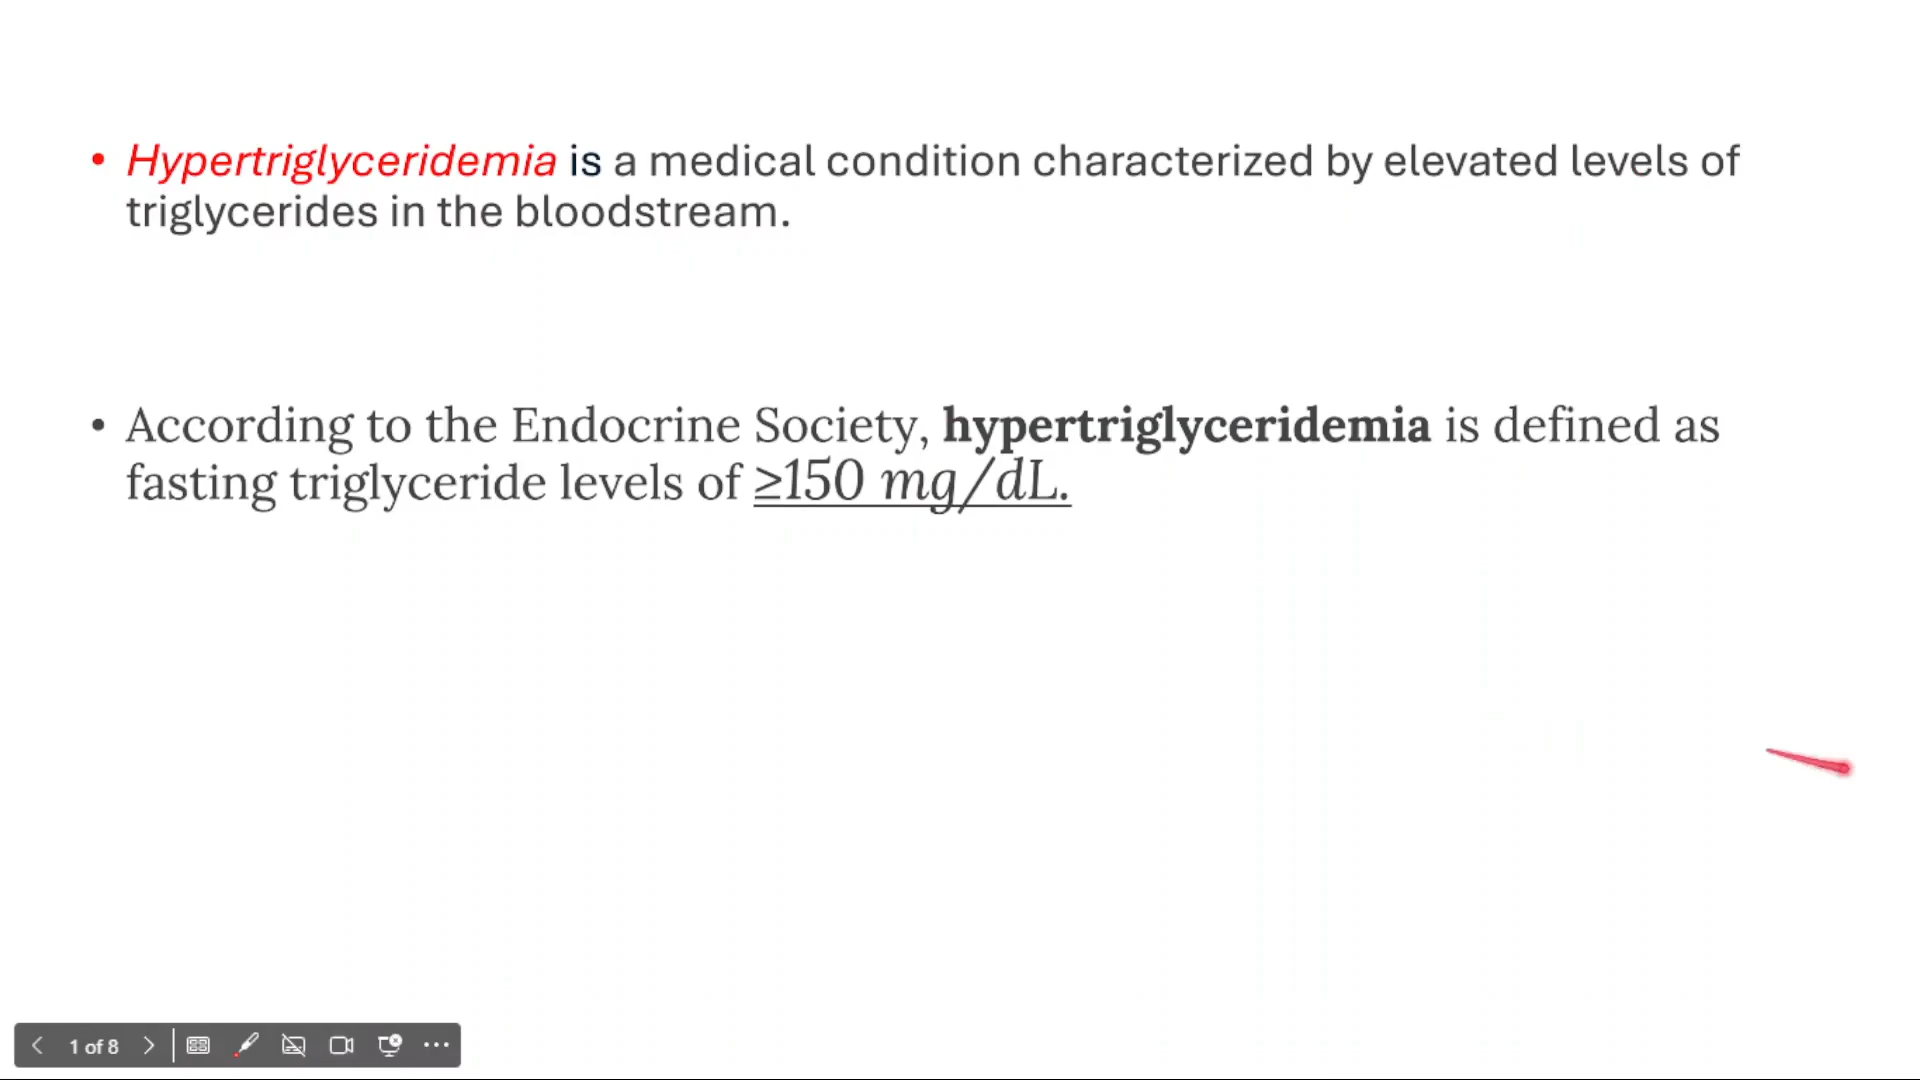 • Hypertriglyceridemia is a medical condition characterized by elevated levels of
triglycerides in the bloodstream.
• According to the Endocrine Society, hypertriglyceridemia is defined as
fasting triglyceride levels of ≥150 mg/dL.
1 of 8